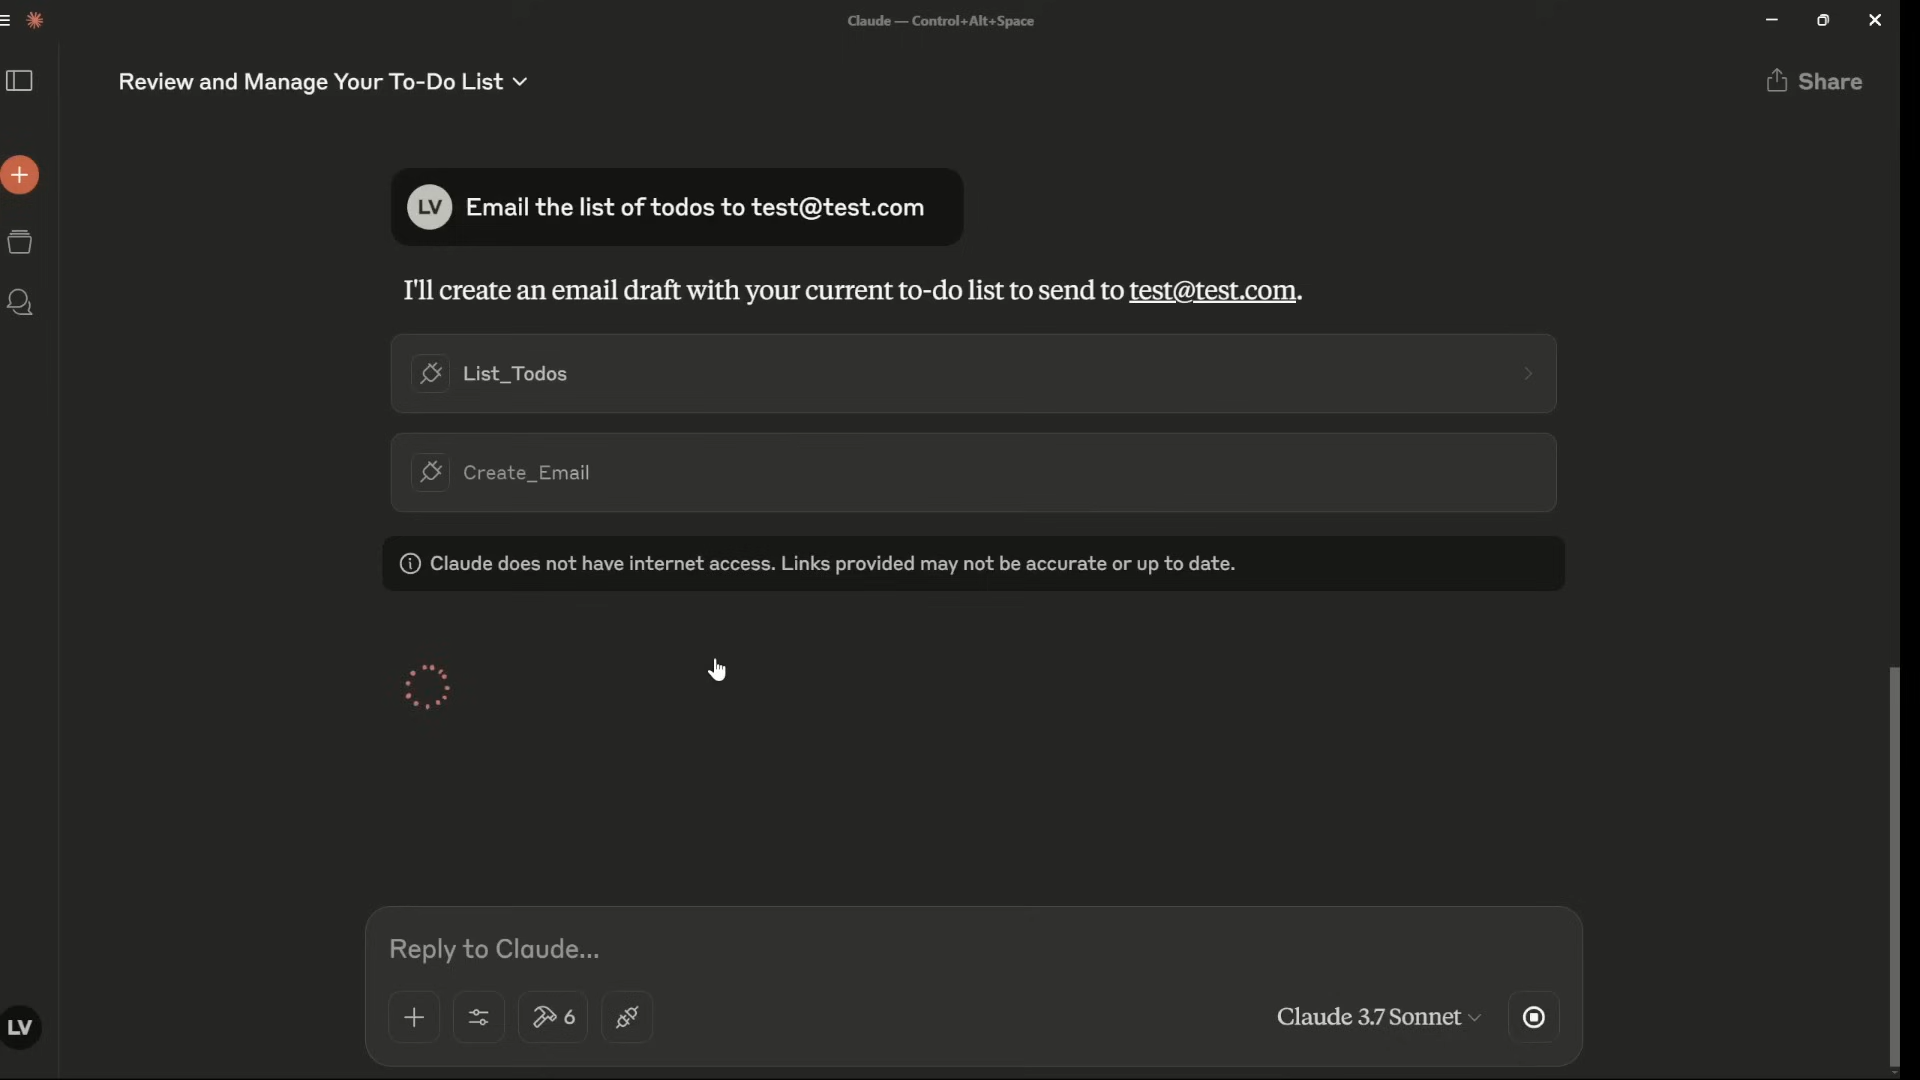 Claude — Control+Alt+Space
Review and Manage Your To-Do List
Share
LV
Email the list of todos to test@test.com
I'll create an email draft with your current to-do list to send to test@test.com.
List_Todos
Create_Email
Claude does not have internet access. Links provided may not be accurate or up to date.
Reply to Claude...
6
Claude 3.7 Sonnet
LV